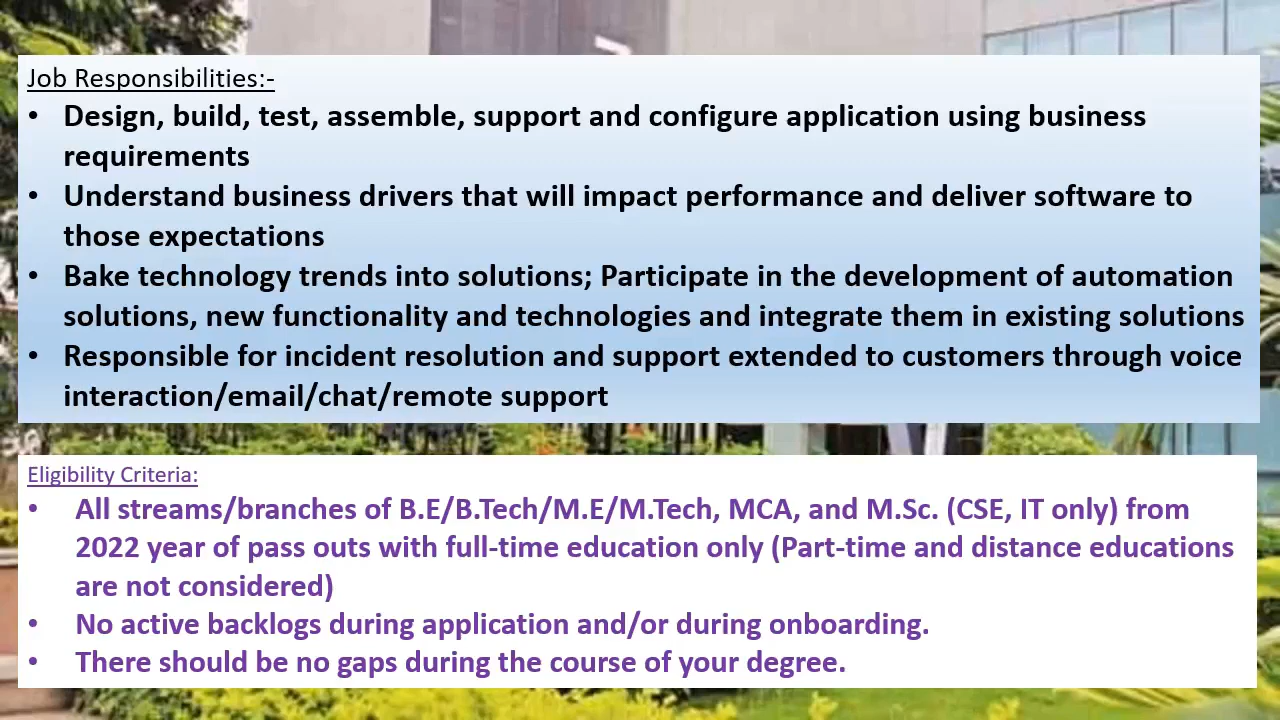 Job Responsibilities:-
• Design, build, test, assemble, support and configure application using business
requirements
• Understand business drivers that will impact performance and deliver software to
those expectations
• Bake technology trends into solutions; Participate in the development of automation
solutions, new functionality and technologies and integrate them in existing solutions
• Responsible for incident resolution and support extended to customers through voice
interaction/email/chat/remote support
Eligibility Criteria:
• All streams/branches of B.E/B.Tech/M.E/M.Tech, MCA, and M.Sc. (CSE, IT only) from
2022 year of pass outs with full-time education only (Part-time and distance educations
are not considered)
• No active backlogs during application and/or during onboarding.
• There should be no gaps during the course of your degree.